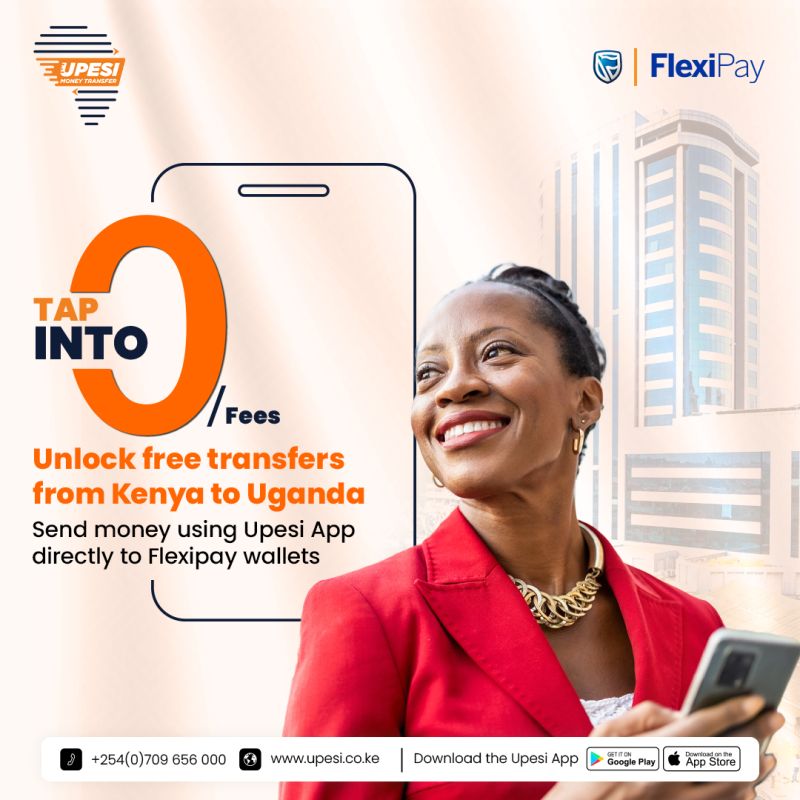 UPESI
MONEY TRANSFER
FlexiPay
TAP
INTO
0
/Fees
Unlock free transfers
from Kenya to Uganda
Send money using Upesi App
directly to Flexipay wallets
+254(0)709 656 000
www.upesi.co.ke
Download the Upesi App
GET IT ON
Google Play
Download on the
App Store